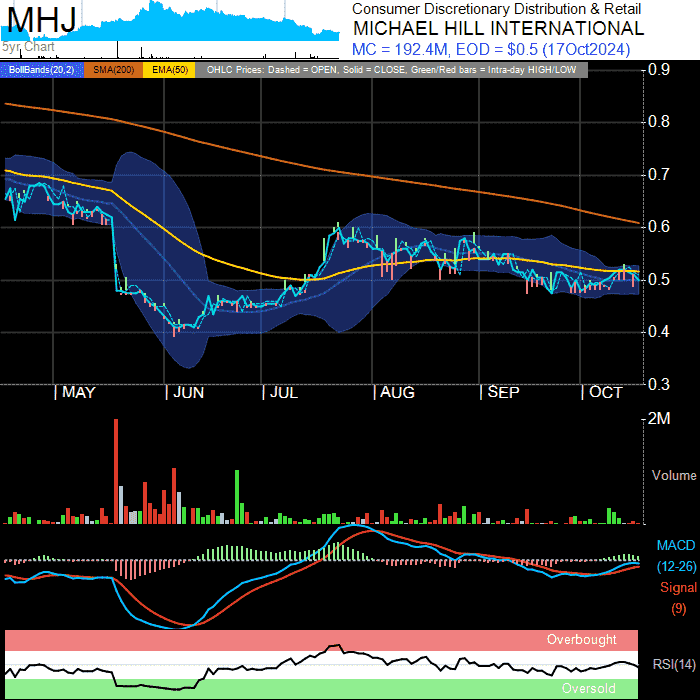 MHJ
5yr Chart
Consumer Discretionary Distribution & Retail
MICHAEL HILL INTERNATIONAL
MC = 192.4M, EOD = $0.5 (17Oct2024)
BollBands(20,2) SMA(200) EMA(50) OHLC Prices: Dashed = OPEN, Solid = CLOSE, Green/Red bars = Intra-day HIGH/LOW
0.9
0.8
0.7
0.6
0.5
0.4
0.3
MAY JUN JUL AUG SEP OCT
2M
Volume
MACD
(12-26)
Signal
(9)
Overbought
RSI(14)
Oversold